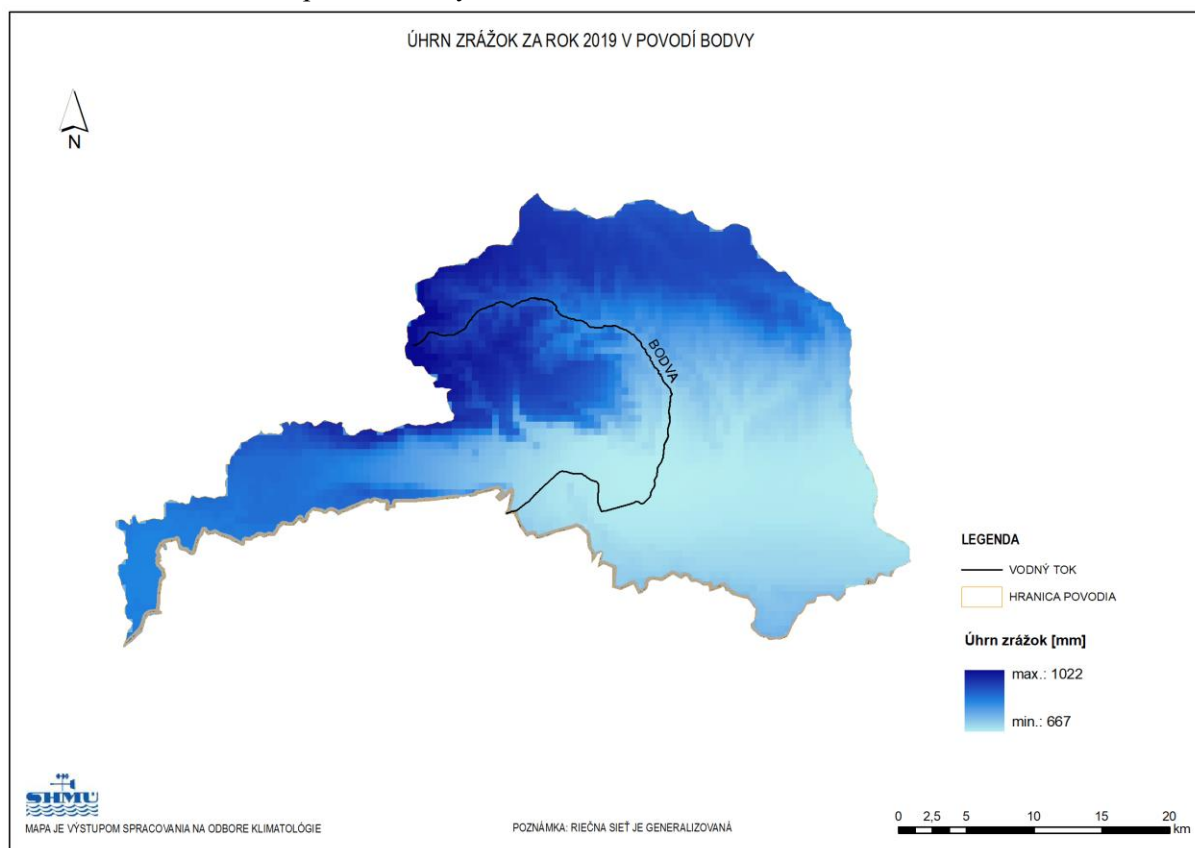 ÚHRN ZRÁŽOK ZA ROK 2019 V POVODÍ BODVY
N
BODVA
LEGENDA
VODNÝ TOK
HRANICA POVODIA
Úhrn zrážok [mm]
max.: 1022
min.: 667
SHMÚ
MAPA JE VÝSTUPOM SPRACOVANIA NA ODBORE KLIMATOLÓGIE
POZNÁMKA: RIEČNA SIEŤ JE GENERALIZOVANÁ
0 2,5 5 10 15 20
km